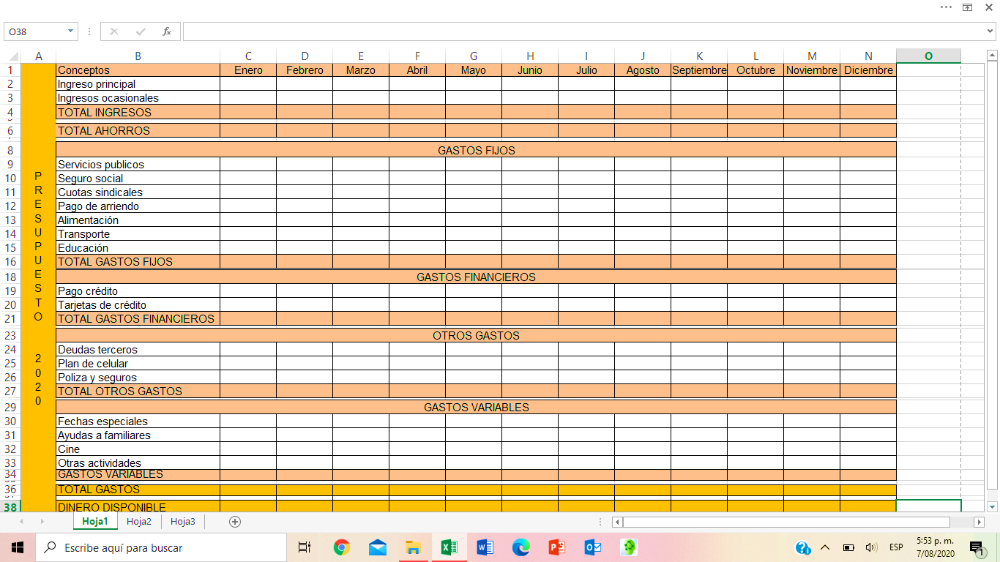 O38
fx
A B C D E F G H I J K L M N O
1 Conceptos Enero Febrero Marzo Abril Mayo Junio Julio Agosto Septiembre Octubre Noviembre Diciembre
2 Ingreso principal
3 Ingresos ocasionales
4 TOTAL INGRESOS
6 TOTAL AHORROS
8 GASTOS FIJOS
9 Servicios publicos
10 Seguro social
11 Cuotas sindicales
12 Pago de arriendo
13 Alimentación
14 Transporte
15 Educación
16 TOTAL GASTOS FIJOS
18 GASTOS FINANCIEROS
19 Pago crédito
20 Tarjetas de crédito
21 TOTAL GASTOS FINANCIEROS
23 OTROS GASTOS
24 Deudas terceros
25 Plan de celular
26 Poliza y seguros
27 TOTAL OTROS GASTOS
29 GASTOS VARIABLES
30 Fechas especiales
31 Ayudas a familiares
32 Cine
33 Otras actividades
34 GASTOS VARIABLES
36 TOTAL GASTOS
38 DINERO DISPONIBLE
PRESUPUESTO 2020
Hoja1 Hoja2 Hoja3
Escribe aquí para buscar
ESP
5:53 p. m.
7/08/2020
1